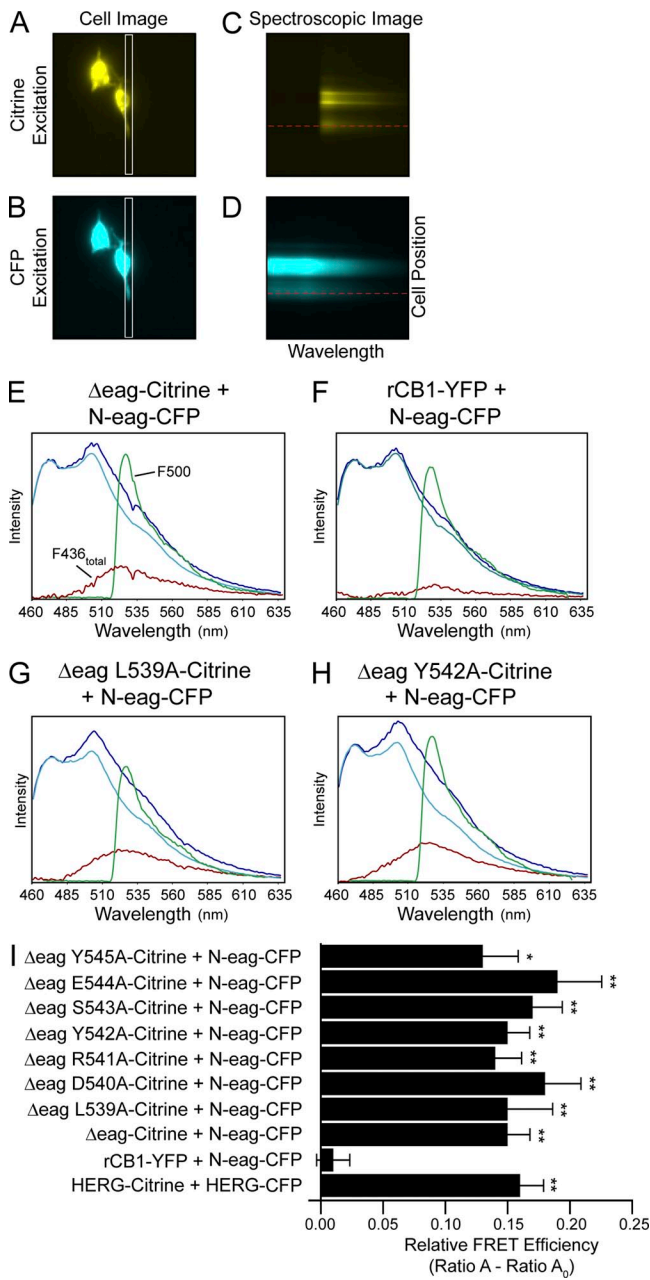 A
Cell Image
C
Spectroscopic Image
Citrine
Excitation
B
D
CFP
Excitation
Cell Position
Wavelength
E
Δeag-Citrine +
N-eag-CFP
F
rCB1-YFP +
N-eag-CFP
Intensity
F500
F436total
460 485 510 535 560 585 610 635
Wavelength (nm)
Intensity
460 485 510 535 560 585 610 635
Wavelength (nm)
G
Δeag L539A-Citrine
+ N-eag-CFP
H
Δeag Y542A-Citrine
+ N-eag-CFP
Intensity
460 485 510 535 560 585 610 635
Wavelength (nm)
Intensity
460 485 510 535 560 585 610 635
Wavelength (nm)
I
Δeag Y545A-Citrine + N-eag-CFP *
Δeag E544A-Citrine + N-eag-CFP **
Δeag S543A-Citrine + N-eag-CFP **
Δeag Y542A-Citrine + N-eag-CFP **
Δeag R541A-Citrine + N-eag-CFP **
Δeag D540A-Citrine + N-eag-CFP **
Δeag L539A-Citrine + N-eag-CFP **
Δeag-Citrine + N-eag-CFP **
rCB1-YFP + N-eag-CFP
HERG-Citrine + HERG-CFP **
0.00 0.05 0.10 0.15 0.20 0.25
Relative FRET Efficiency
(Ratio A - Ratio A0)